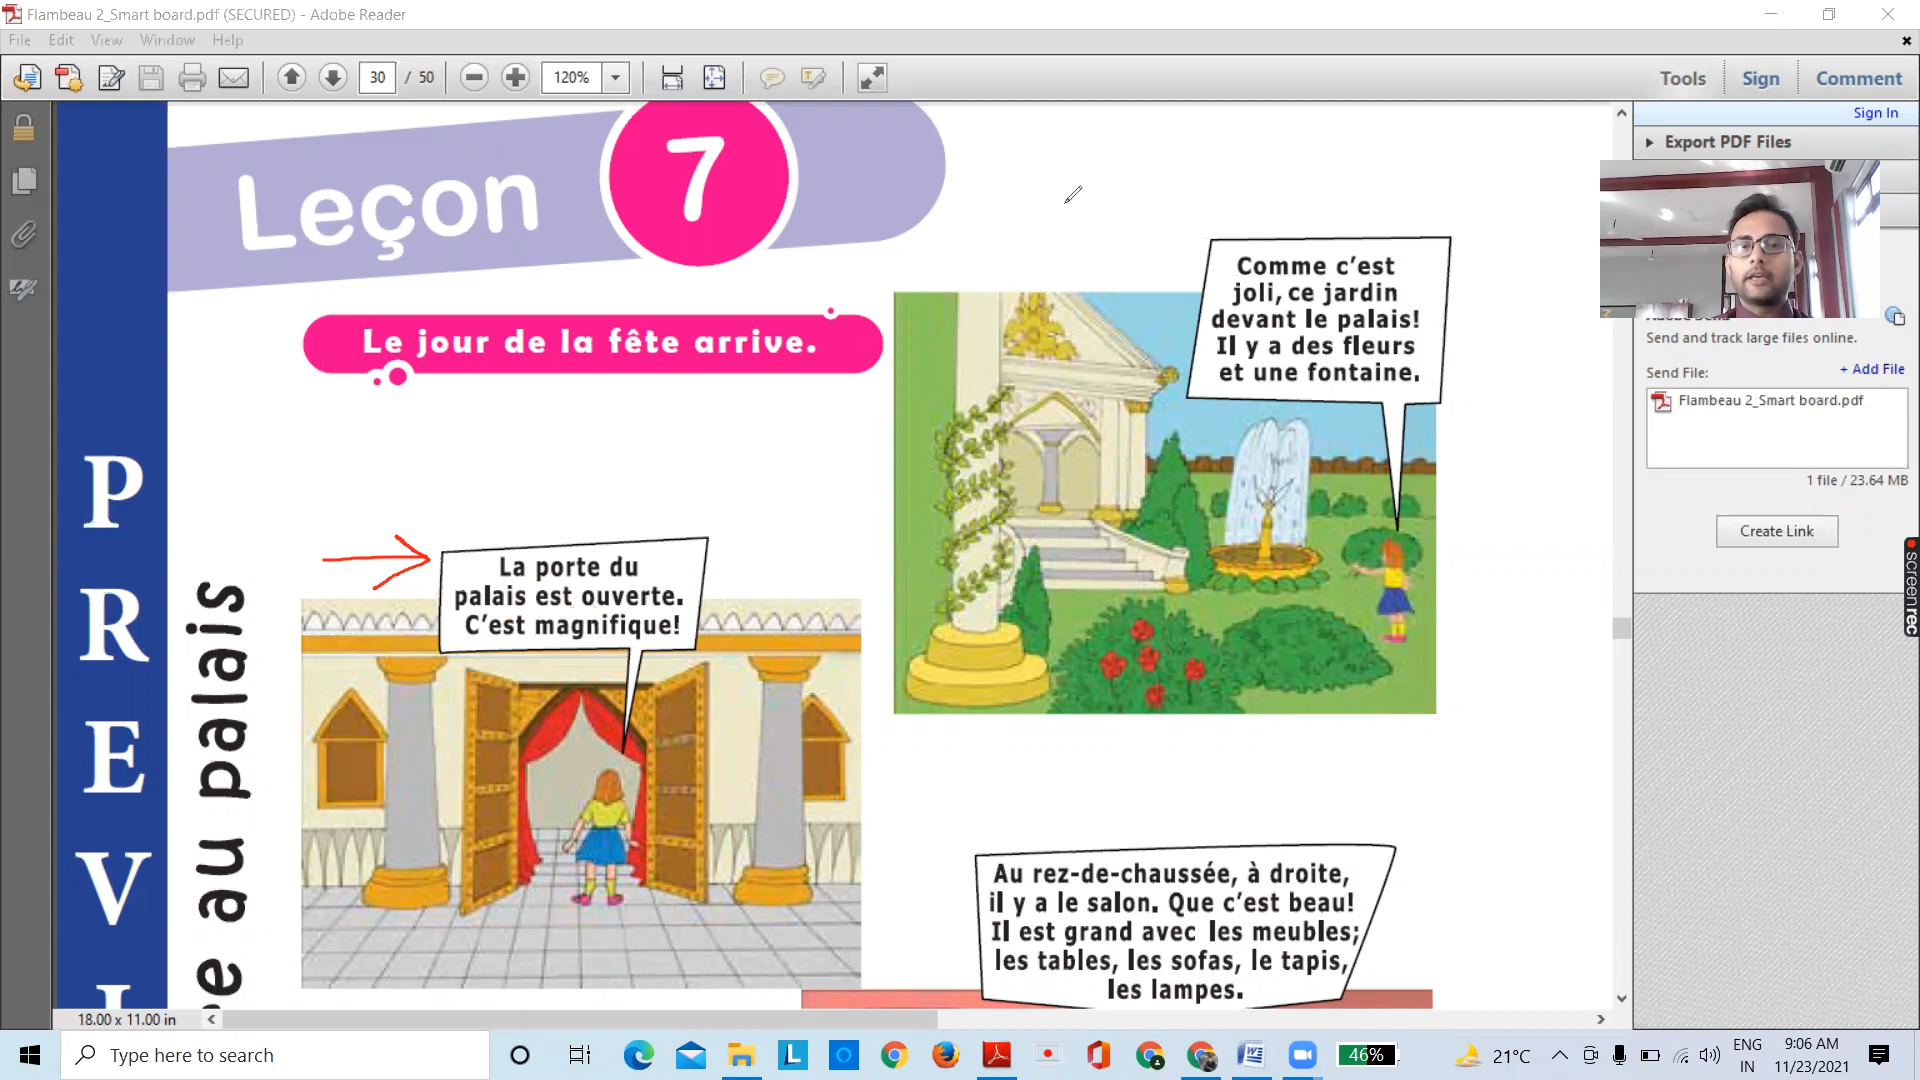 Flambeau 2_Smart board.pdf (SECURED) - Adobe Reader
File Edit View Window Help
30 / 50 120% Tools Sign Comment
Sign In
Export PDF Files
Send and track large files online.
Send File: + Add File
Flambeau 2_Smart board.pdf
1 file / 23.64 MB
Create Link
screenrec
PREVI
e au palais
Leçon 7
Le jour de la fête arrive.
La porte du
palais est ouverte.
C'est magnifique!
Comme c'est
joli, ce jardin
devant le palais!
Il y a des fleurs
et une fontaine.
Au rez-de-chaussée, à droite,
il y a le salon. Que c'est beau!
Il est grand avec les meubles;
les tables, les sofas, le tapis,
les lampes.
18.00 x 11.00 in
Type here to search
46%
21°C
ENG
IN
9:06 AM
11/23/2021